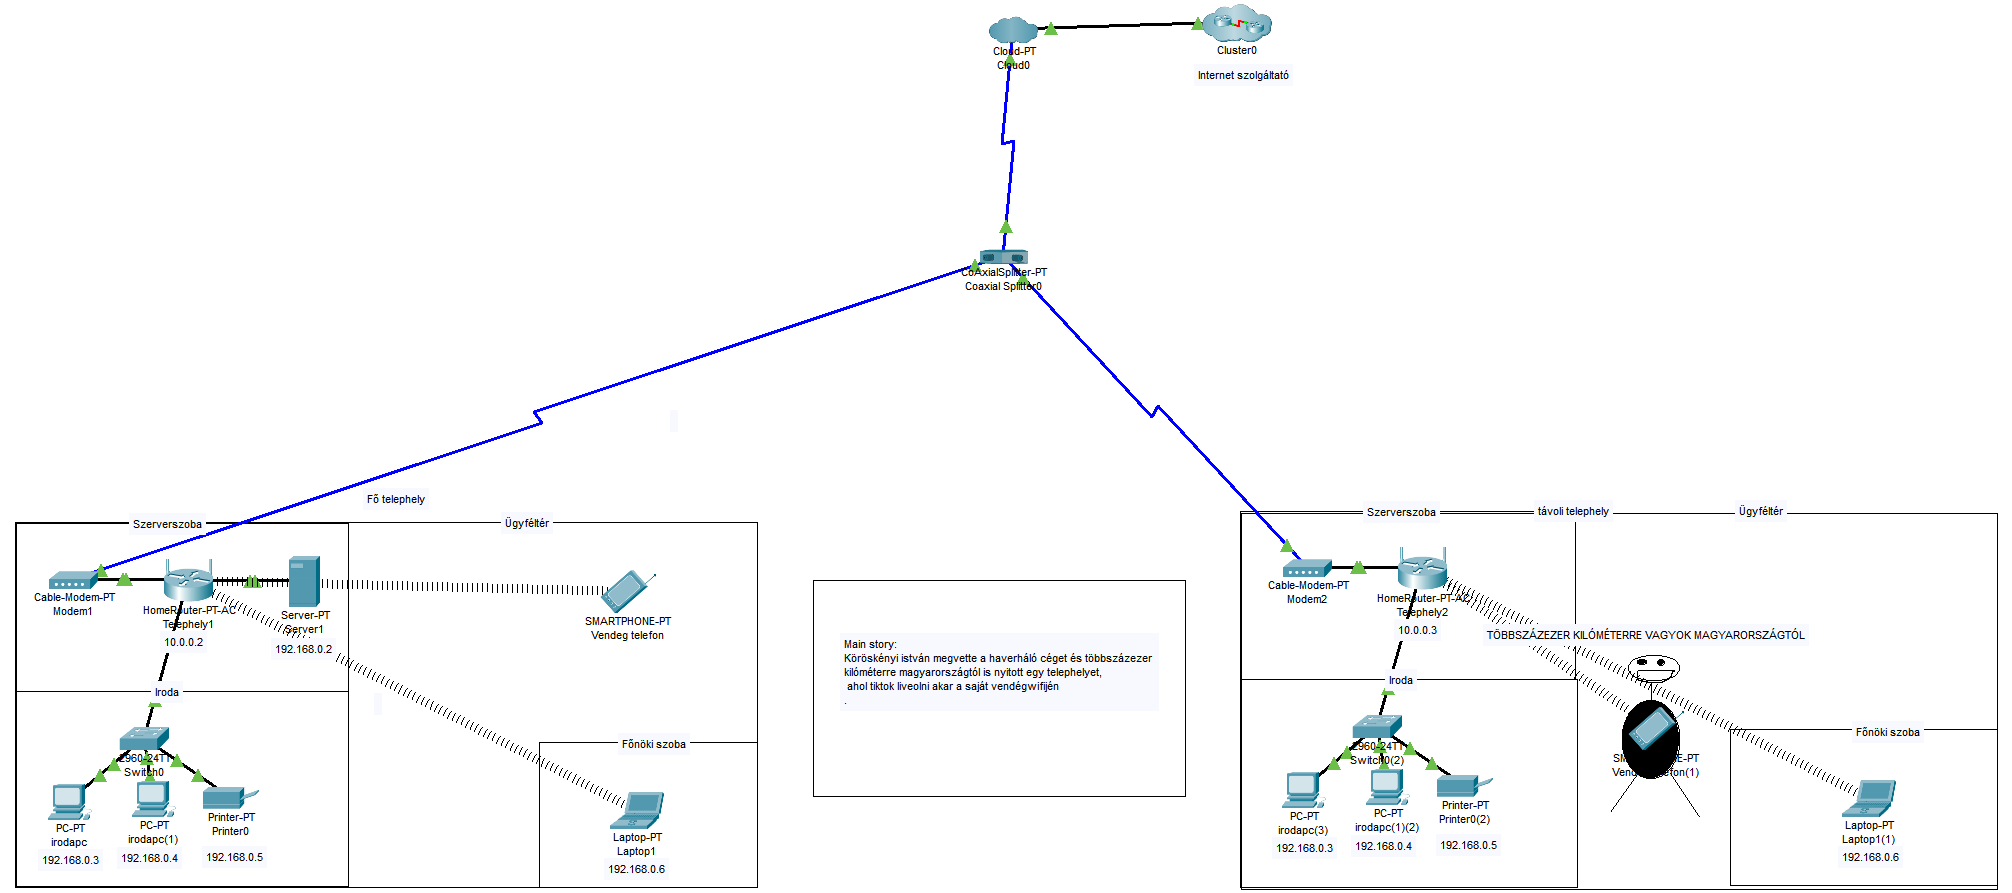 Cloud-PT
Cloud0
Cluster0
Internet szolgáltató
CoAxialSplitter-PT
Coaxial Splitter0
Fő telephely
Szerverszoba
Ügyféltér
Cable-Modem-PT
Modem1
HomeRouter-PT-AC
Telephely1
10.0.0.2
Server-PT
Server1
192.168.0.2
SMARTPHONE-PT
Vendeg telefon
Iroda
2960-24TT
Switch0
PC-PT
irodapc
192.168.0.3
PC-PT
irodapc(1)
192.168.0.4
Printer-PT
Printer0
192.168.0.5
Főnöki szoba
Laptop-PT
Laptop1
192.168.0.6
Main story:
Köröskényi istván megvette a haverháló céget és többszázezer
kilóméterre magyarországtól is nyitott egy telephelyet,
ahol tiktok liveolni akar a saját vendégwifijén
.
Szerverszoba
távoli telephely
Ügyféltér
Cable-Modem-PT
Modem2
HomeRouter-PT-AC
Telephely2
10.0.0.3
TÖBBSZÁZEZER KILÓMÉTERRE VAGYOK MAGYARORSZÁGTÓL
Iroda
2960-24TT
Switch0(2)
PC-PT
irodapc(3)
192.168.0.3
PC-PT
irodapc(1)(2)
192.168.0.4
Printer-PT
Printer0(2)
192.168.0.5
Főnöki szoba
Laptop-PT
Laptop1(1)
192.168.0.6